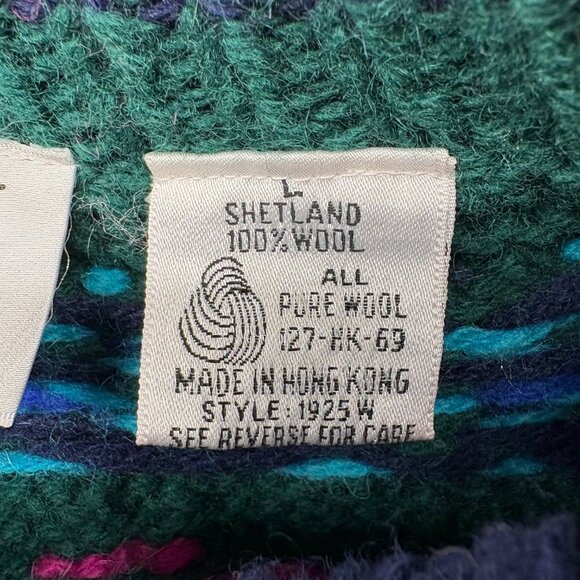 L
SHETLAND
100% WOOL
ALL
PURE WOOL
127-HK-69
MADE IN HONG KONG
STYLE: 1925 W
SEE REVERSE FOR CARE